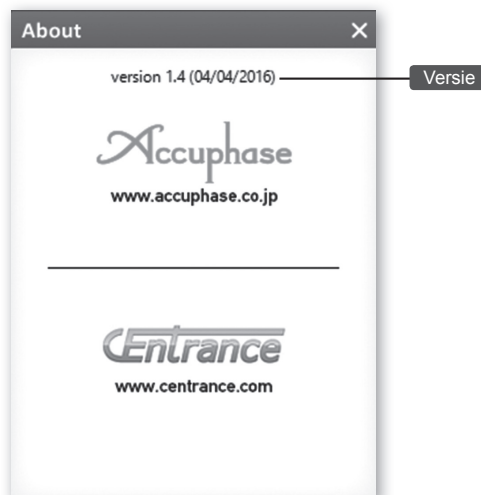 About
version 1.4 (04/04/2016)
Versie
Accuphase
www.accuphase.co.jp
CEntrance
www.centrance.com